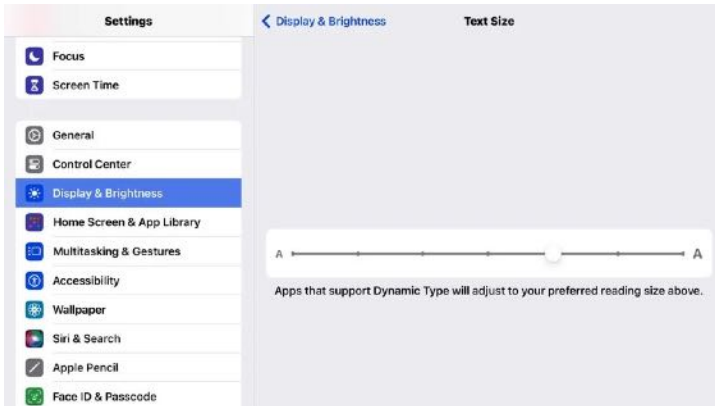 Settings
Focus
Screen Time
General
Control Center
Display & Brightness
Home Screen & App Library
Multitasking & Gestures
Accessibility
Wallpaper
Siri & Search
Apple Pencil
Face ID & Passcode
Display & Brightness
Text Size
A
A
Apps that support Dynamic Type will adjust to your preferred reading size above.